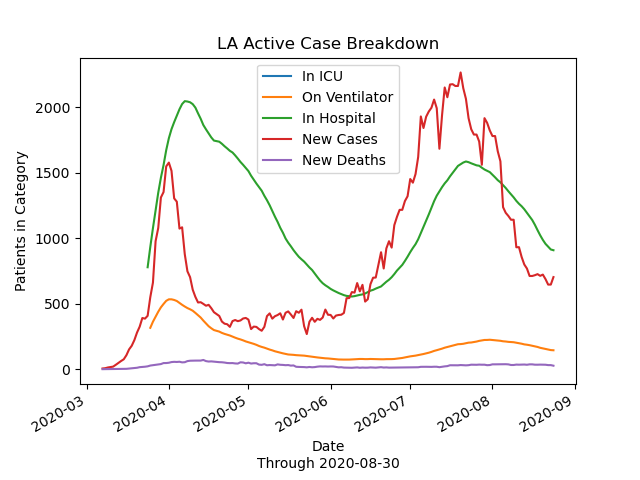 LA Active Case Breakdown
In ICU
On Ventilator
In Hospital
New Cases
New Deaths
Patients in Category
2000
1500
1000
500
0
2020-03
2020-04
2020-05
2020-06
2020-07
2020-08
2020-09
Date
Through 2020-08-30